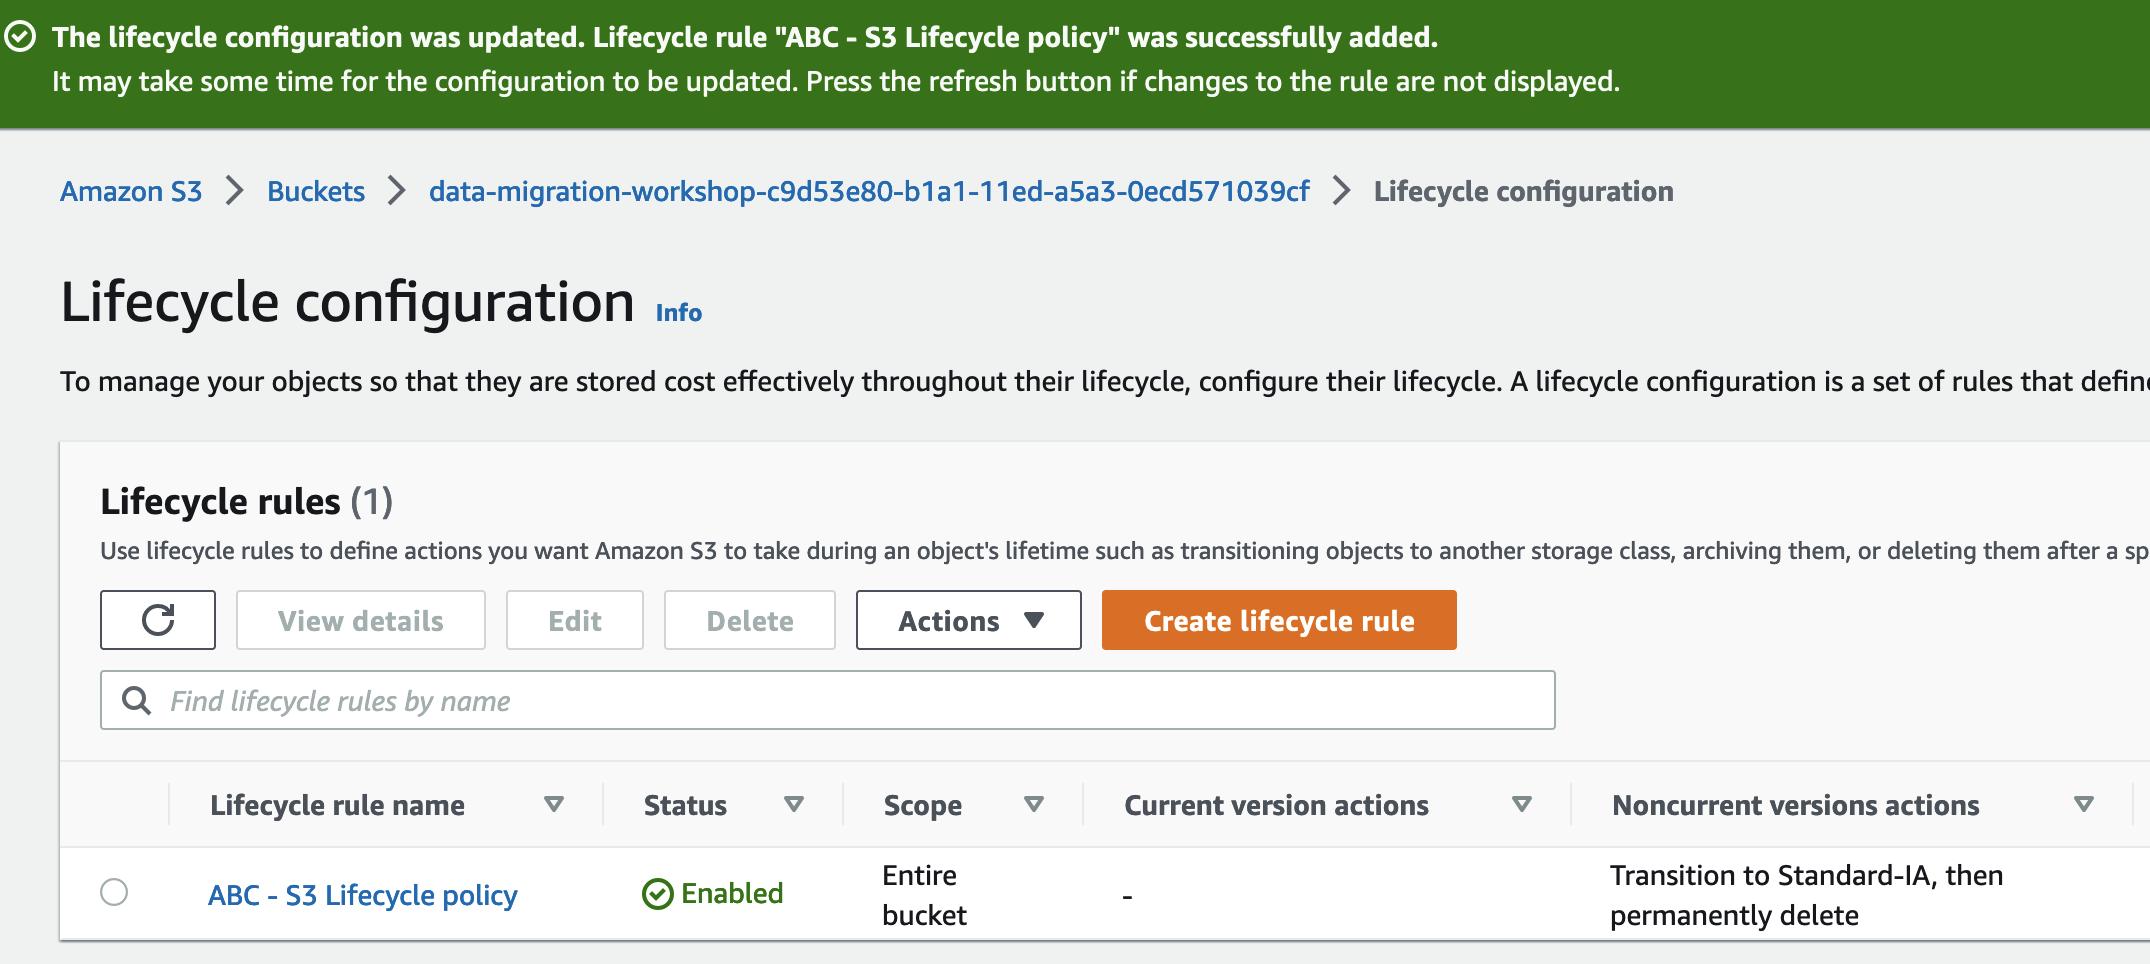 The lifecycle configuration was updated. Lifecycle rule "ABC - S3 Lifecycle policy" was successfully added.
It may take some time for the configuration to be updated. Press the refresh button if changes to the rule are not displayed.
Amazon S3 > Buckets > data-migration-workshop-c9d53e80-b1a1-11ed-a5a3-0ecd571039cf > Lifecycle configuration
Lifecycle configuration Info
To manage your objects so that they are stored cost effectively throughout their lifecycle, configure their lifecycle. A lifecycle configuration is a set of rules that define
Lifecycle rules (1)
Use lifecycle rules to define actions you want Amazon S3 to take during an object's lifetime such as transitioning objects to another storage class, archiving them, or deleting them after a sp
View details Edit Delete Actions Create lifecycle rule
Find lifecycle rules by name
Lifecycle rule name Status Scope Current version actions Noncurrent versions actions
ABC - S3 Lifecycle policy Enabled Entire bucket - Transition to Standard-IA, then permanently delete